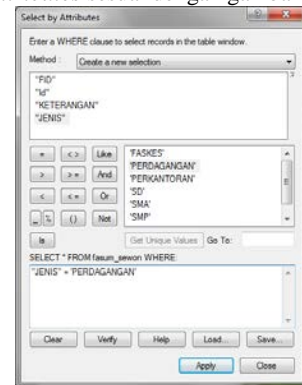 Select by Attributes
Enter a WHERE clause to select records in the table window.
Method : Create a new selection
"FID"
"Id"
"KETERANGAN"
"JENIS"
= <> Like
> >= And
< <= Or
_ % () Not
Is
'FASKES'
'PERDAGANGAN'
'PERKANTORAN'
'SD'
'SMA'
'SMP'
Get Unique Values Go To:
SELECT * FROM fasum_sewon WHERE:
"JENIS" = 'PERDAGANGAN'
Clear Verify Help Load... Save...
Apply Close